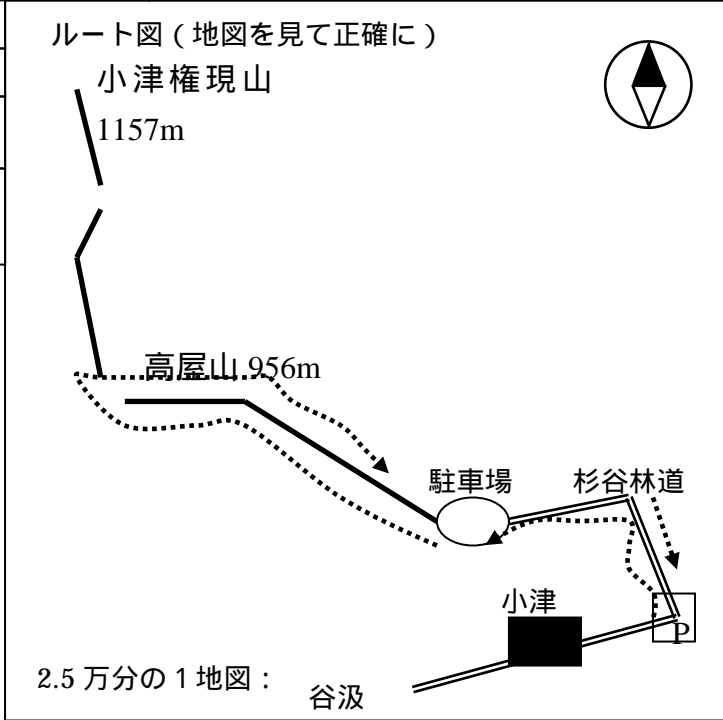 ルート図（地図を見て正確に）
小津権現山
1157m
高屋山 956m
駐車場
杉谷林道
小津
P
2.5 万分の 1 地図：
谷汲